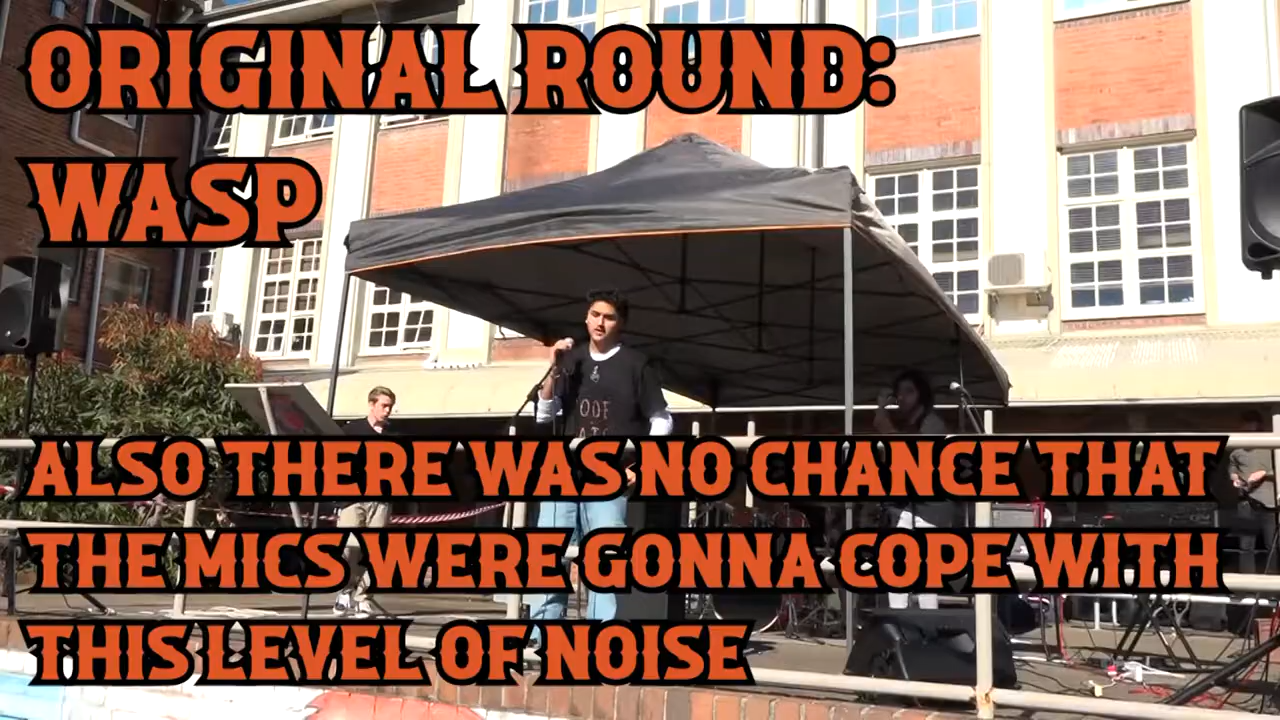 ORIGINAL ROUND:
WASP
ALSO THERE WAS NO CHANCE THAT
THE MICS WERE GONNA COPE WITH
THIS LEVEL OF NOISE